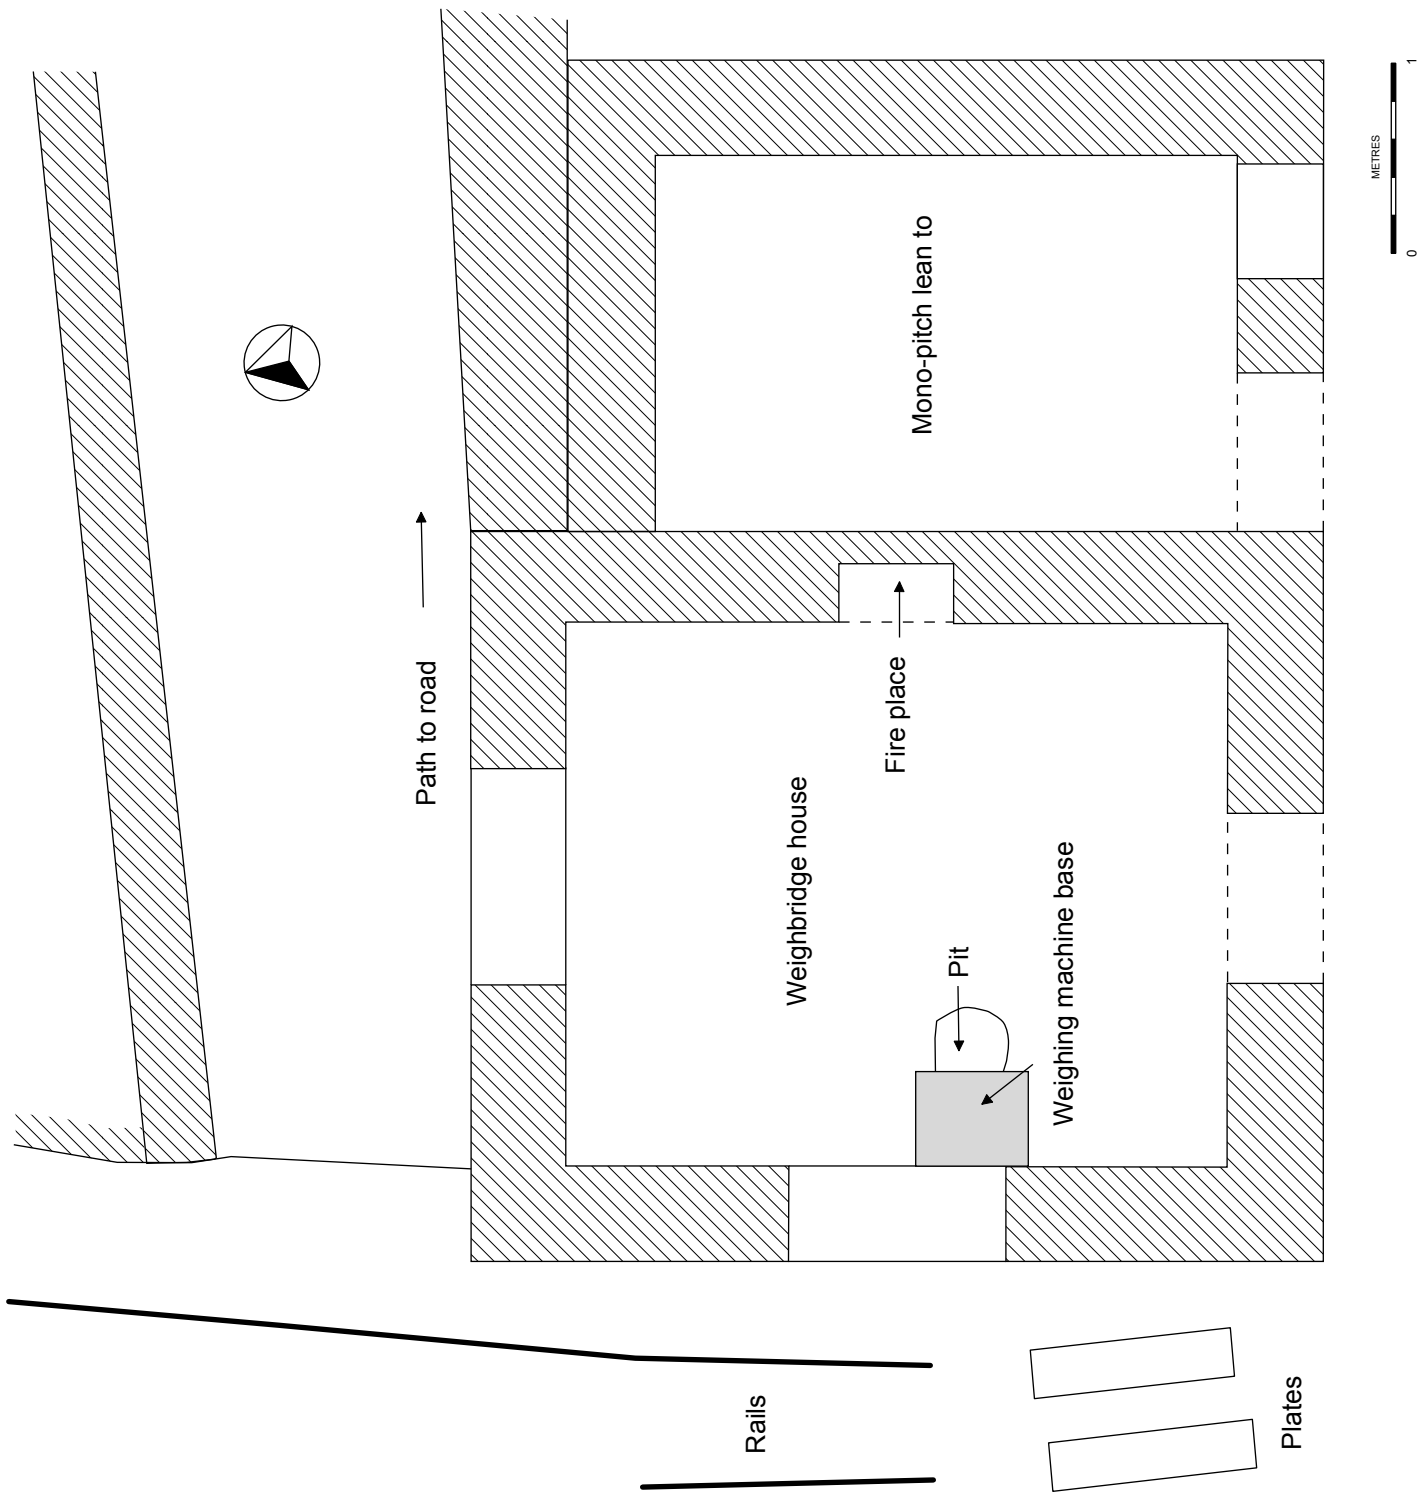 Path to road
Mono-pitch lean to
Fire place
Weighbridge house
Pit
Weighing machine base
Rails
Plates
METRES
0
1